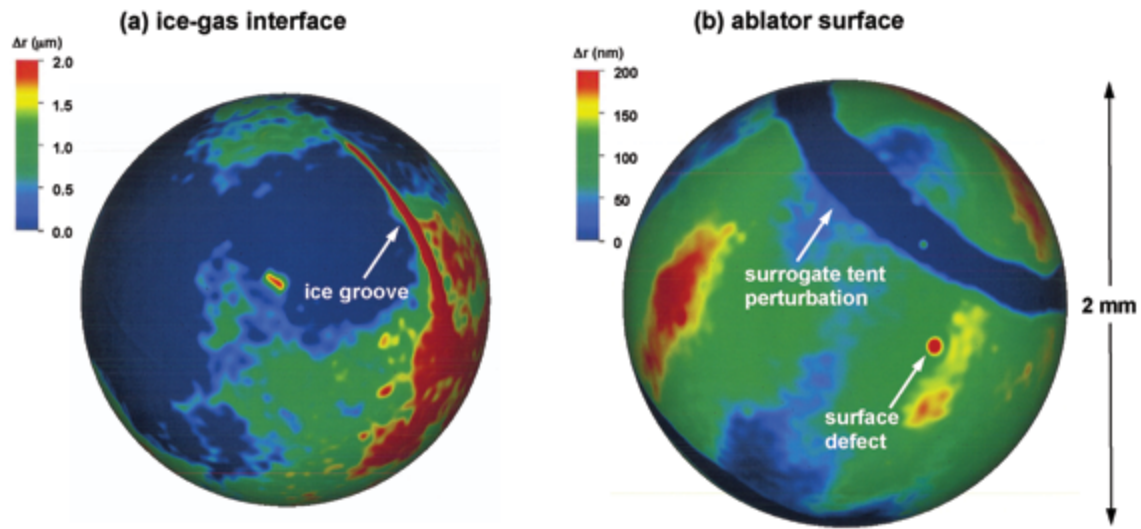 (a) ice-gas interface
Δr (μm)
2.0
1.5
1.0
0.5
0.0
ice groove
(b) ablator surface
Δr (nm)
200
150
100
50
0
surrogate tent
perturbation
surface
defect
2 mm